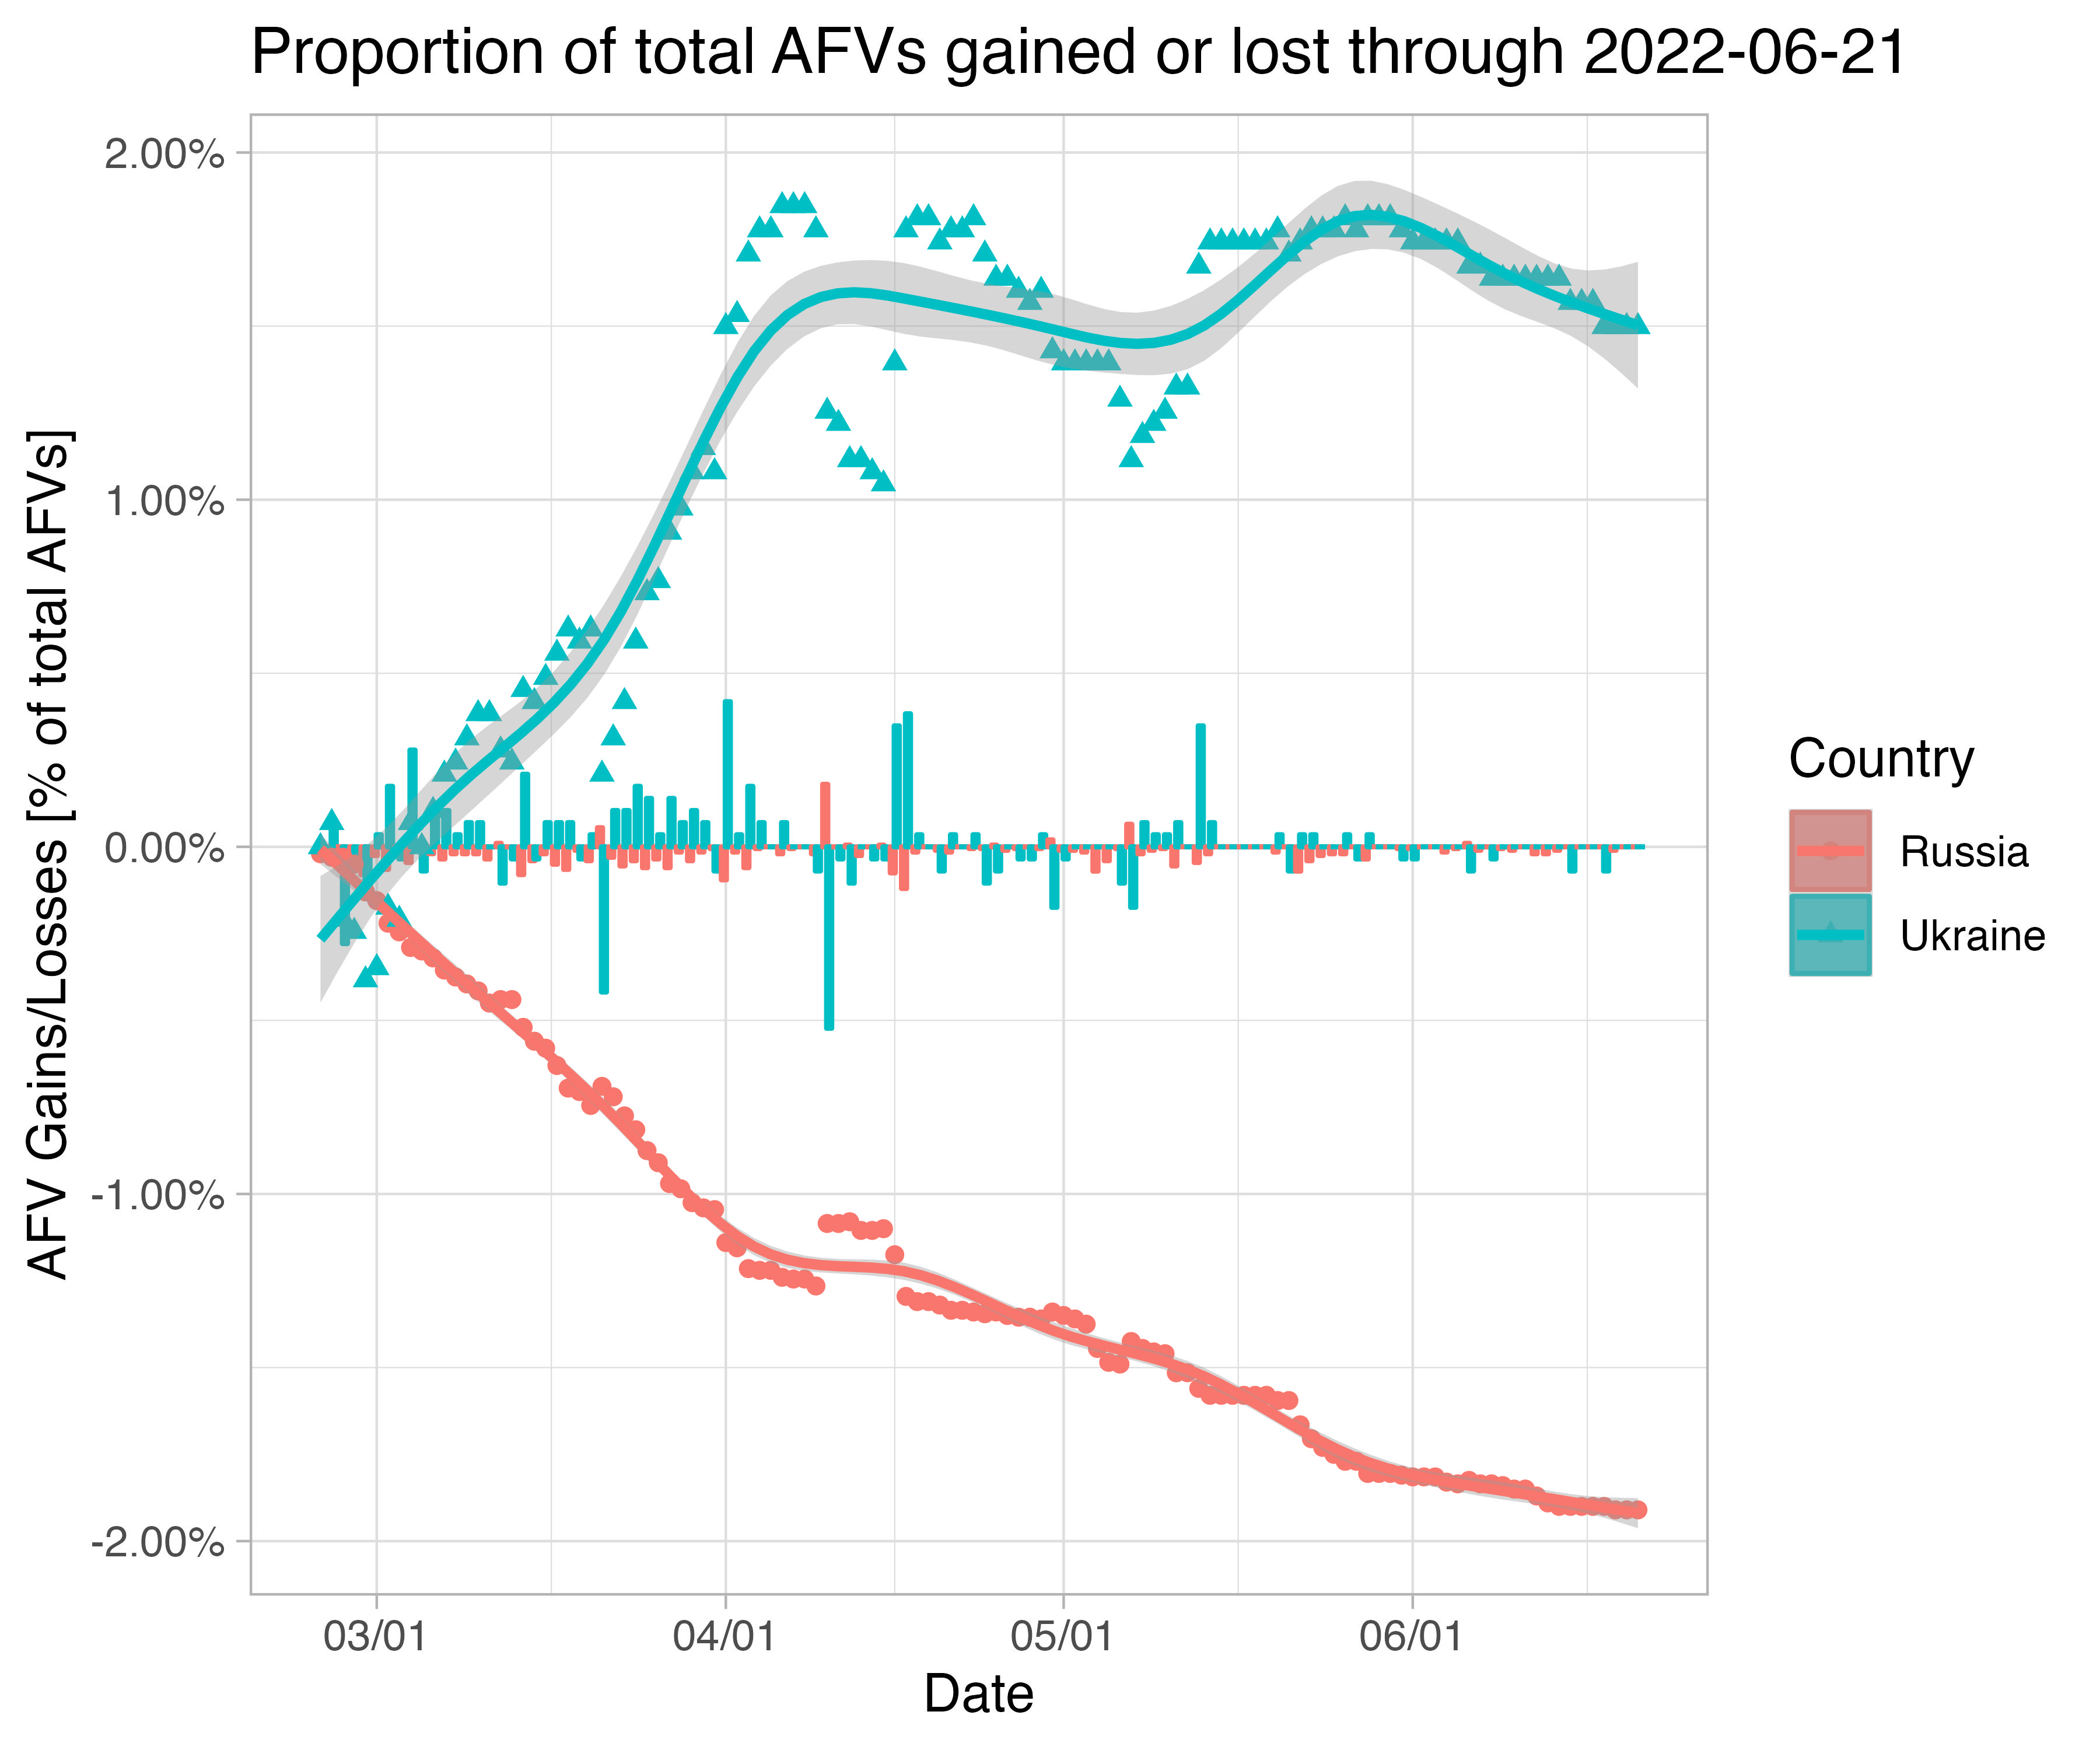 Proportion of total AFVs gained or lost through 2022-06-21
AFV Gains/Losses [% of total AFVs]
2.00%
1.00%
0.00%
-1.00%
-2.00%
03/01
04/01
05/01
06/01
Date
Country
Russia
Ukraine